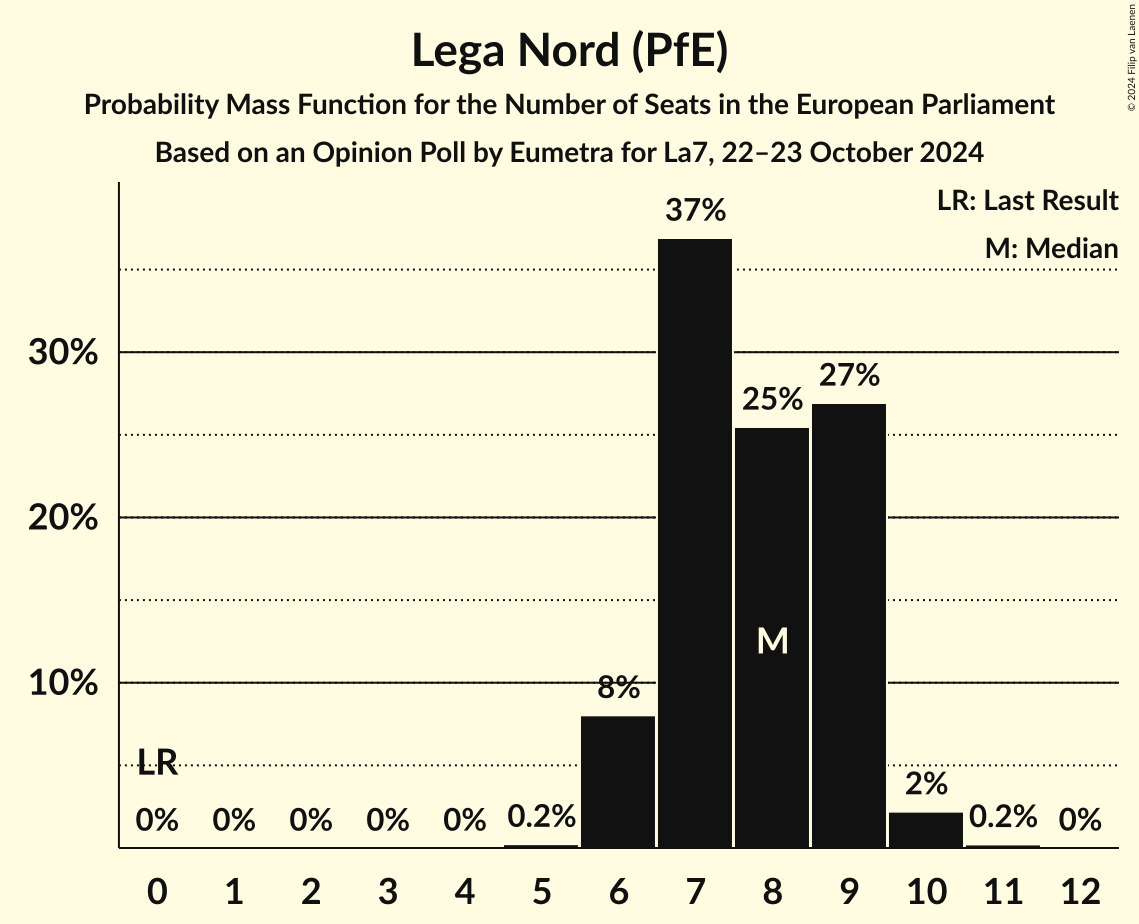 Lega Nord (PfE)
Probability Mass Function for the Number of Seats in the European Parliament
Based on an Opinion Poll by Eumetra for La7, 22–23 October 2024
© 2024 Filip van Laenen
LR: Last Result
M: Median
37%
30%
27%
25%
20%
M
10%
8%
LR
2%
0% 0% 0% 0% 0% 0.2% 0.2% 0%
0 1 2 3 4 5 6 7 8 9 10 11 12